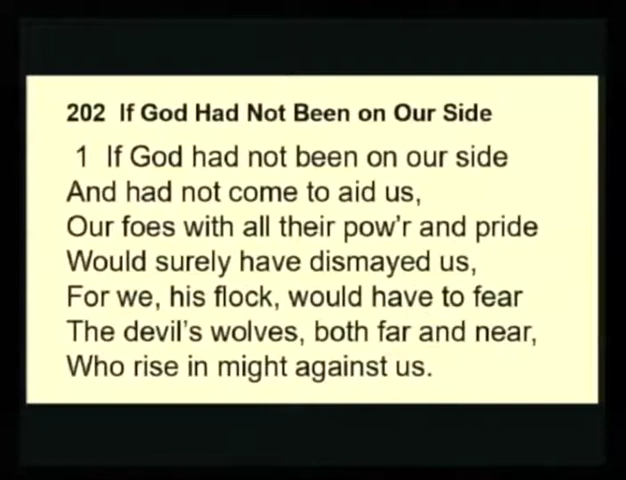 202 If God Had Not Been on Our Side
1 If God had not been on our side
And had not come to aid us,
Our foes with all their pow'r and pride
Would surely have dismayed us,
For we, his flock, would have to fear
The devil's wolves, both far and near,
Who rise in might against us.